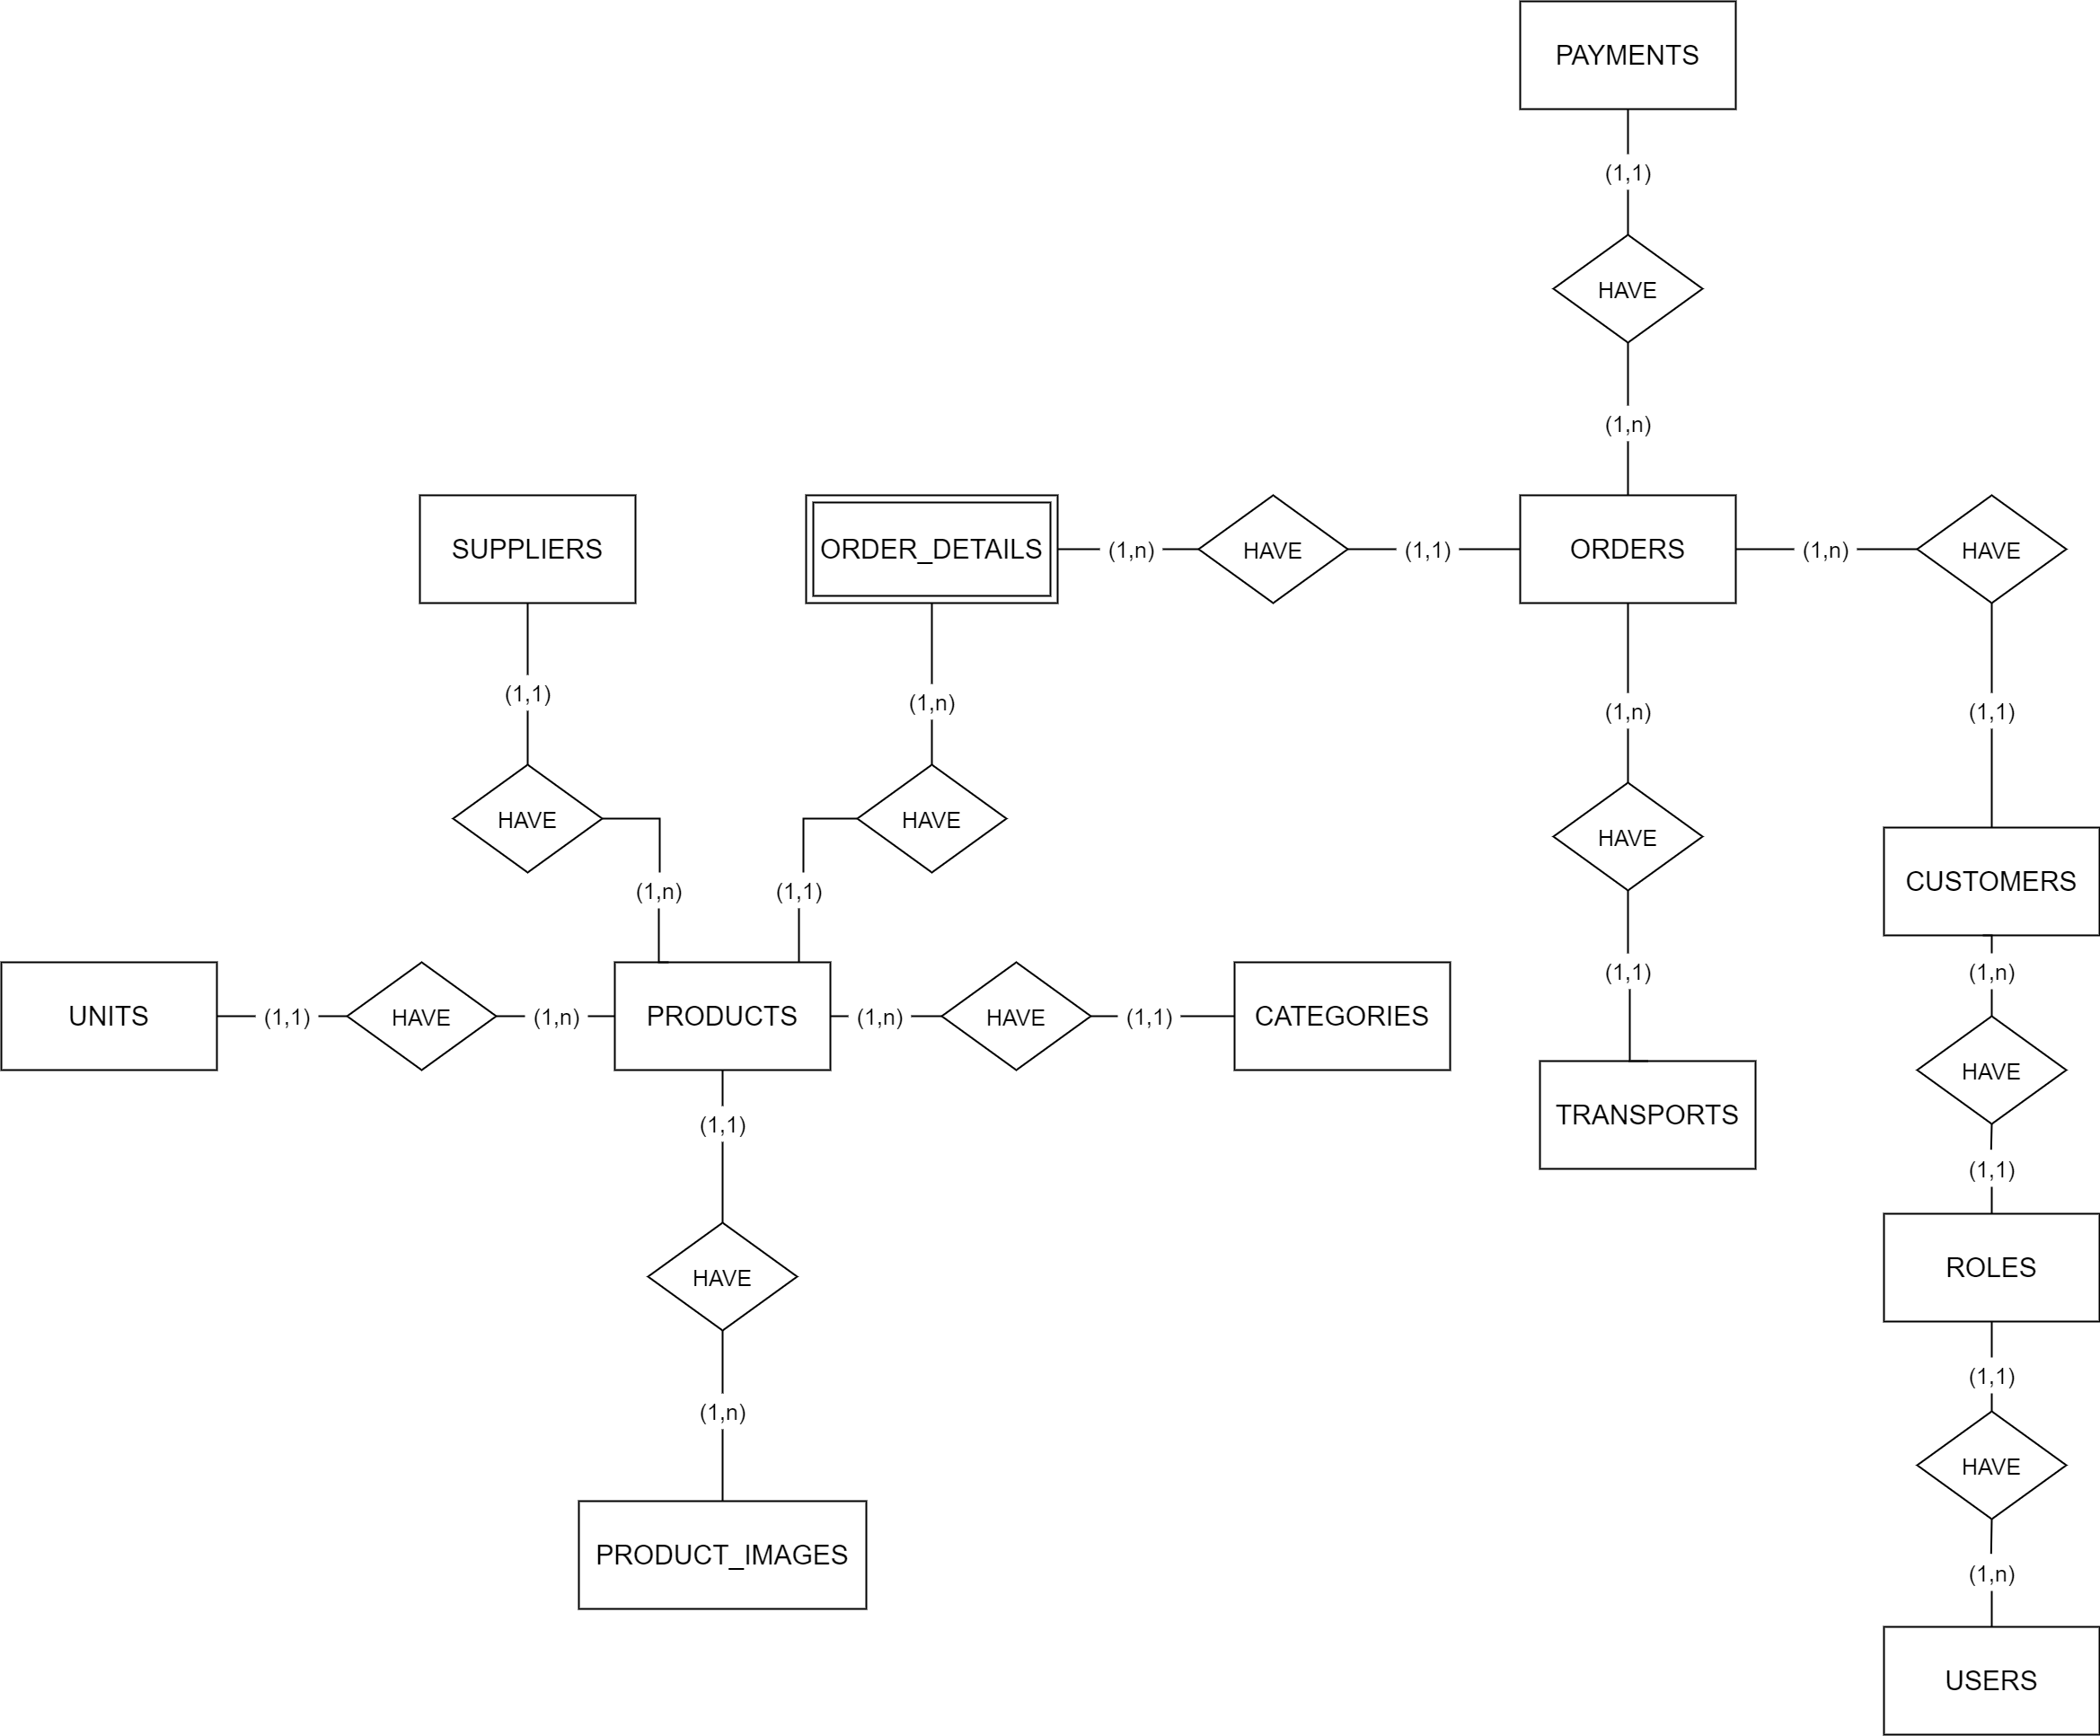 PAYMENTS
(1,1)
HAVE
(1,n)
SUPPLIERS
ORDER_DETAILS
(1,n)
HAVE
(1,1)
ORDERS
(1,n)
HAVE
(1,1)
(1,n)
(1,n)
(1,1)
HAVE
HAVE
HAVE
(1,n)
(1,1)
CUSTOMERS
(1,1)
(1,n)
UNITS
(1,1)
HAVE
(1,n)
PRODUCTS
(1,n)
HAVE
(1,1)
CATEGORIES
HAVE
TRANSPORTS
(1,1)
(1,1)
HAVE
ROLES
(1,1)
(1,n)
HAVE
PRODUCT_IMAGES
(1,n)
USERS